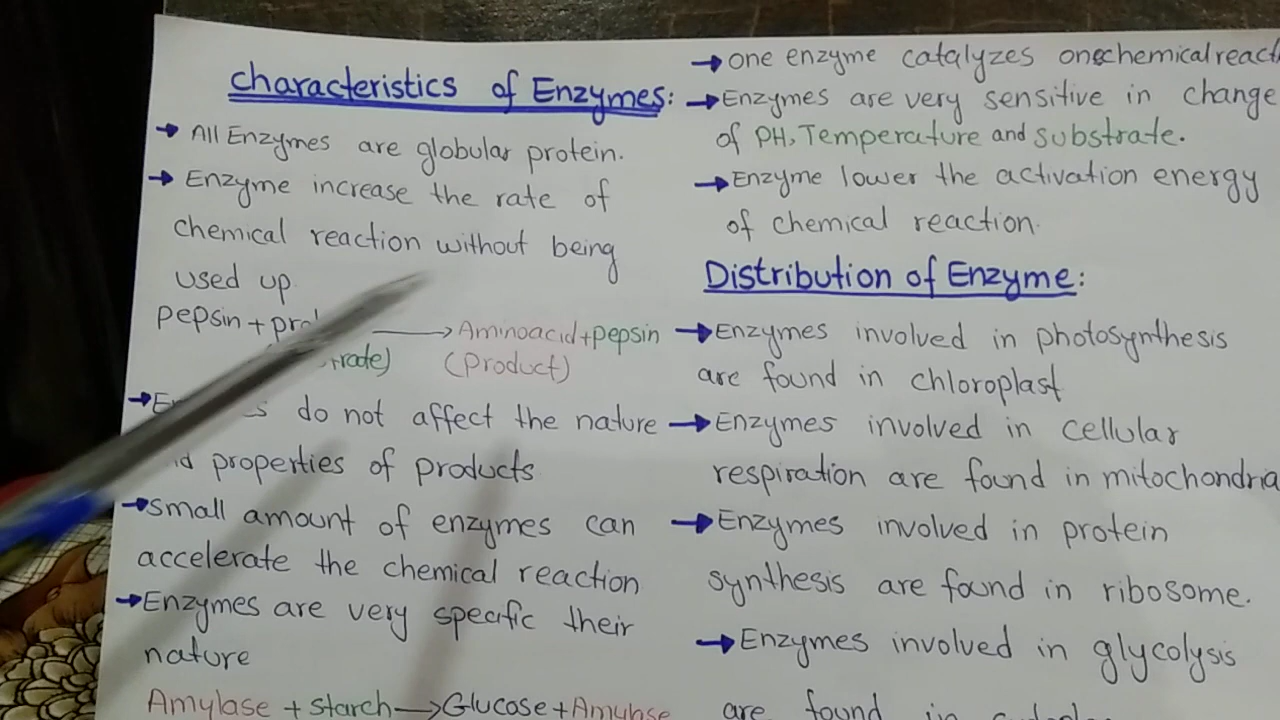 Characteristics of Enzymes:
→ All Enzymes are globular protein.
→ Enzyme increase the rate of
chemical reaction without being
used up.
pepsin + → Aminoacid + pepsin
(Product)
→ do not affect the nature
properties of products
→ Small amount of enzymes can
accelerate the chemical reaction
→ Enzymes are very specific their
nature
Amylase + starch → Glucose + Amylase
→ one enzyme catalyzes one chemical
→ Enzymes are very sensitive in change
of PH, Temperature and substrate.
→ Enzyme lower the activation energy
of chemical reaction.
Distribution of Enzyme:
→ Enzymes involved in photosynthesis
are found in chloroplast
→ Enzymes involved in cellular
respiration are found in mitochondria
→ Enzymes involved in protein
synthesis are found in ribosome.
→ Enzymes involved in glycolysis
are found in